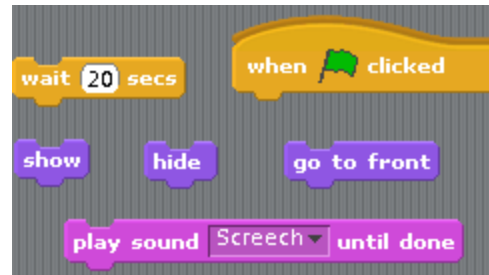 wait 20 secs
when clicked
show
hide
go to front
play sound Screech until done